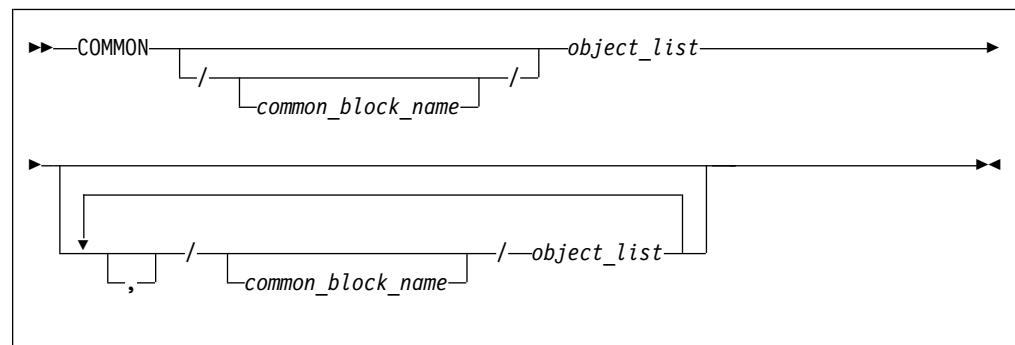 COMMON / / object_list
common_block_name
, / / object_list
common_block_name